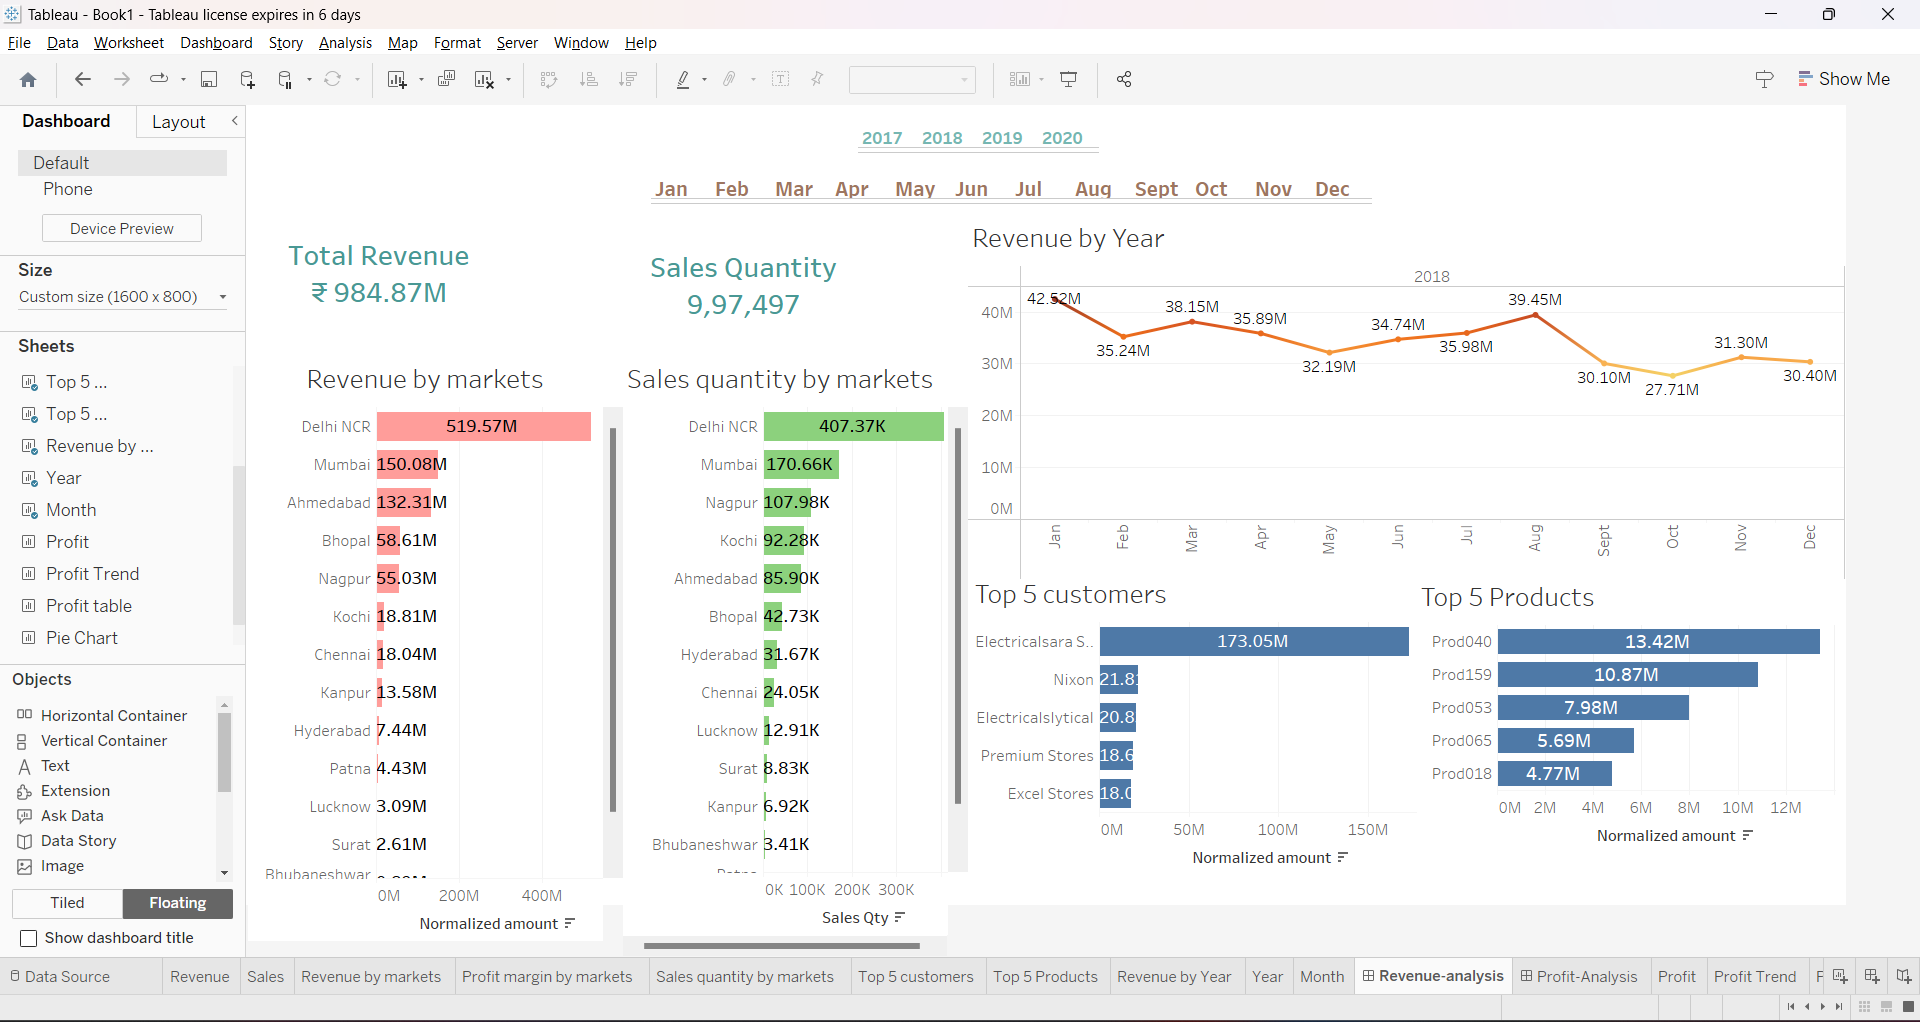 Tableau - Book1 - Tableau license expires in 6 days
File Data Worksheet Dashboard Story Analysis Map Format Server Window Help
Show Me
Dashboard Layout
Default
Phone
Device Preview
Size
Custom size (1600 x 800)
Sheets
Top 5 ...
Top 5 ...
Revenue by ...
Year
Month
Profit
Profit Trend
Profit table
Pie Chart
Objects
Horizontal Container
Vertical Container
Text
Extension
Ask Data
Data Story
Image
Tiled Floating
Show dashboard title
2017 2018 2019 2020
Jan Feb Mar Apr May Jun Jul Aug Sept Oct Nov Dec
Total Revenue
₹ 984.87M
Sales Quantity
9,97,497
Revenue by markets
Delhi NCR 519.57M
Mumbai 150.08M
Ahmedabad 132.31M
Bhopal 58.61M
Nagpur 55.03M
Kochi 18.81M
Chennai 18.04M
Kanpur 13.58M
Hyderabad 7.44M
Patna 4.43M
Lucknow 3.09M
Surat 2.61M
Bhubaneshwar
0M 200M 400M
Normalized amount
Sales quantity by markets
Delhi NCR 407.37K
Mumbai 170.66K
Nagpur 107.98K
Kochi 92.28K
Ahmedabad 85.90K
Bhopal 42.73K
Hyderabad 31.67K
Chennai 24.05K
Lucknow 12.91K
Surat 8.83K
Kanpur 6.92K
Bhubaneshwar 3.41K
0K 100K 200K 300K
Sales Qty
Revenue by Year
2018
40M
30M
20M
10M
0M
42.52M
35.24M
38.15M
35.89M
32.19M
34.74M
35.98M
39.45M
30.10M
27.71M
31.30M
30.40M
Jan Feb Mar Apr May Jun Jul Aug Sept Oct Nov Dec
Top 5 customers
Electricalsara S.. 173.05M
Nixon 21.8
Electricalslytical 20.8
Premium Stores 18.6
Excel Stores 18.0
0M 50M 100M 150M
Normalized amount
Top 5 Products
Prod040 13.42M
Prod159 10.87M
Prod053 7.98M
Prod065 5.69M
Prod018 4.77M
0M 2M 4M 6M 8M 10M 12M
Normalized amount
Data Source Revenue Sales Revenue by markets Profit margin by markets Sales quantity by markets Top 5 customers Top 5 Products Revenue by Year Year Month Revenue-analysis Profit-Analysis Profit Profit Trend